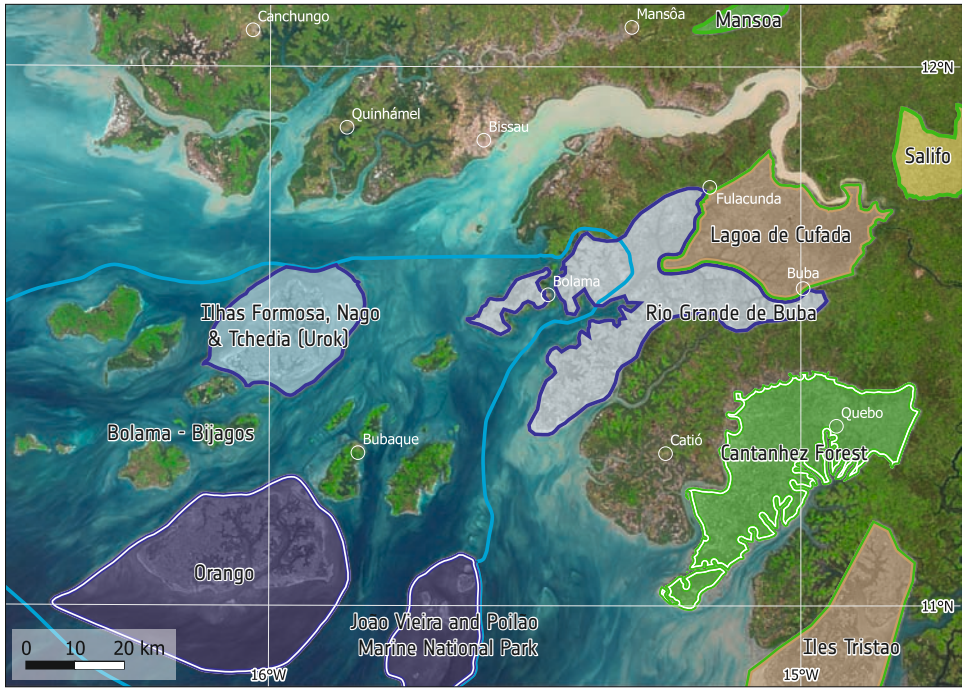 Canchungo
Mansôa
Mansoa
12°N
Quinhámel
Bissau
Salifo
Fulacunda
Lagoa de Cufada
Buba
Bolama
Ilhas Formosa, Nago
& Tchedia (Urok)
Rio Grande de Buba
Bolama - Bijagos
Bubaque
Quebo
Catió
Cantanhez Forest
Orango
11°N
Joao Vieira and Poilao
Marine National Park
Iles Tristao
0 10 20 km
16°W
15°W